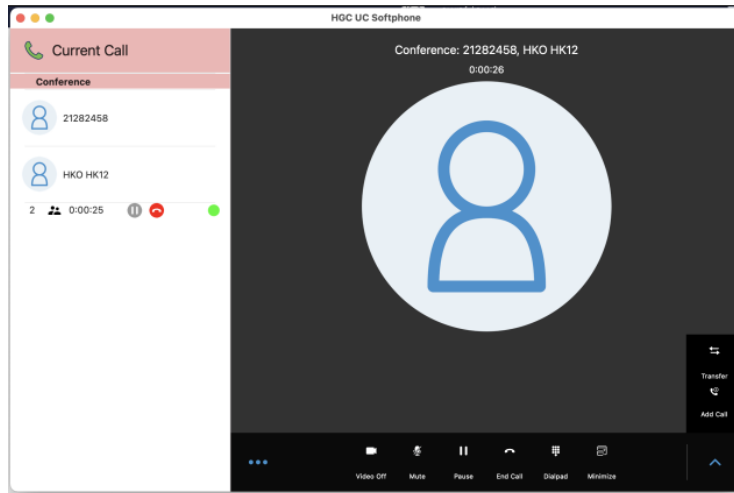 HGC UC Softphone
Current Call
Conference
21282458
HKO HK12
2 0:00:25
Conference: 21282458, HKO HK12
0:00:26
Transfer
Add Call
Video Off Mute Pause End Call Dialpad Minimize